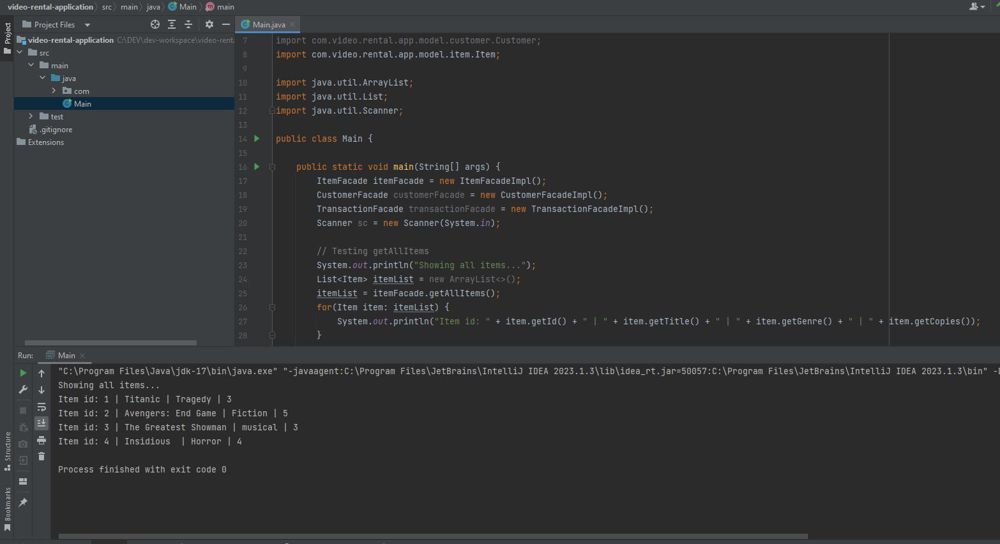 video-rental-application src main java Main main
Project Files
Main.java
Project
video-rental-application C:\DEV\dev-workspace\video-renta
src
main
java
com
Main
test
.gitignore
Extensions
7 import com.video.rental.app.model.customer.Customer;
8 import com.video.rental.app.model.item.Item;
9
10 import java.util.ArrayList;
11 import java.util.List;
12 import java.util.Scanner;
13
14 public class Main {
15
16 public static void main(String[] args) {
17 ItemFacade itemFacade = new ItemFacadeImpl();
18 CustomerFacade customerFacade = new CustomerFacadeImpl();
19 TransactionFacade transactionFacade = new TransactionFacadeImpl();
20 Scanner sc = new Scanner(System.in);
21
22 // Testing getAllItems
23 System.out.println("Showing all items...");
24 List<Item> itemList = new ArrayList<>();
25 itemList = itemFacade.getAllItems();
26 for(Item item: itemList) {
27 System.out.println("Item id: " + item.getId() + " | " + item.getTitle() + " | " + item.getGenre() + " | " + item.getCopies());
28 }
Run: Main
"C:\Program Files\Java\jdk-17\bin\java.exe" "-javaagent:C:\Program Files\JetBrains\IntelliJ IDEA 2023.1.3\lib\idea_rt.jar=50057:C:\Program Files\JetBrains\IntelliJ IDEA 2023.1.3\bin" -D
Showing all items...
Item id: 1 | Titanic | Tragedy | 3
Item id: 2 | Avengers: End Game | Fiction | 5
Item id: 3 | The Greatest Showman | musical | 3
Item id: 4 | Insidious  | Horror | 4
Process finished with exit code 0
Structure
Bookmarks